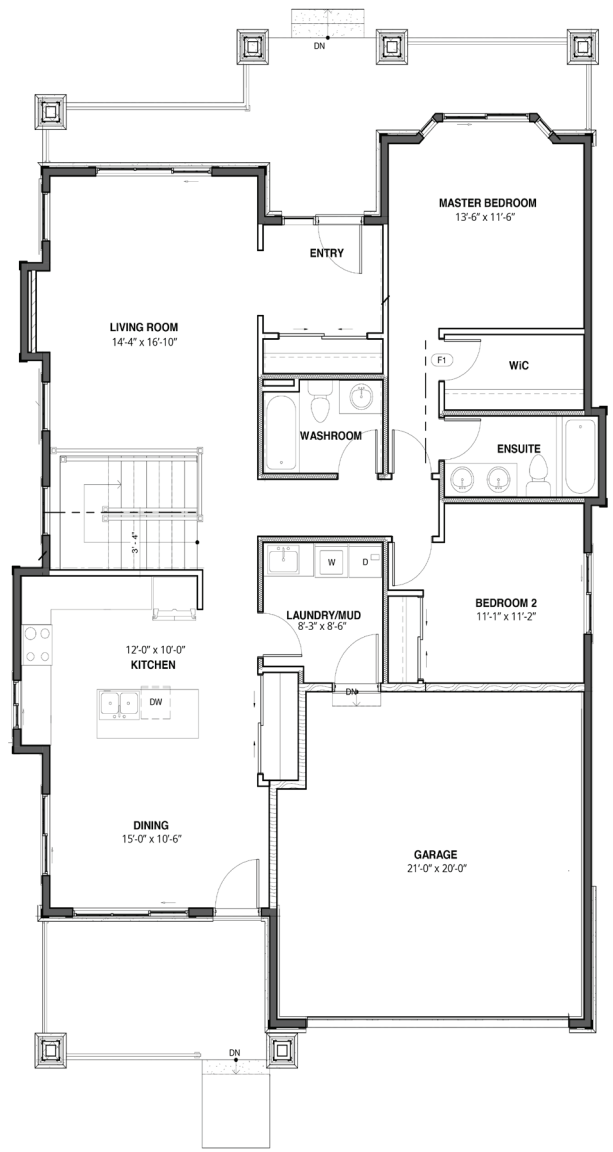 DN
MASTER BEDROOM
13'-6" x 11'-6"
ENTRY
LIVING ROOM
14'-4" x 16'-10"
F1
WiC
WASHROOM
ENSUITE
3'- 4"
W
D
LAUNDRY/MUD
8'-3" x 8'-6"
BEDROOM 2
11'-1" x 11'-2"
12'-0" x 10'-0"
KITCHEN
DN
DW
DINING
15'-0" x 10'-6"
GARAGE
21'-0" x 20'-0"
DN